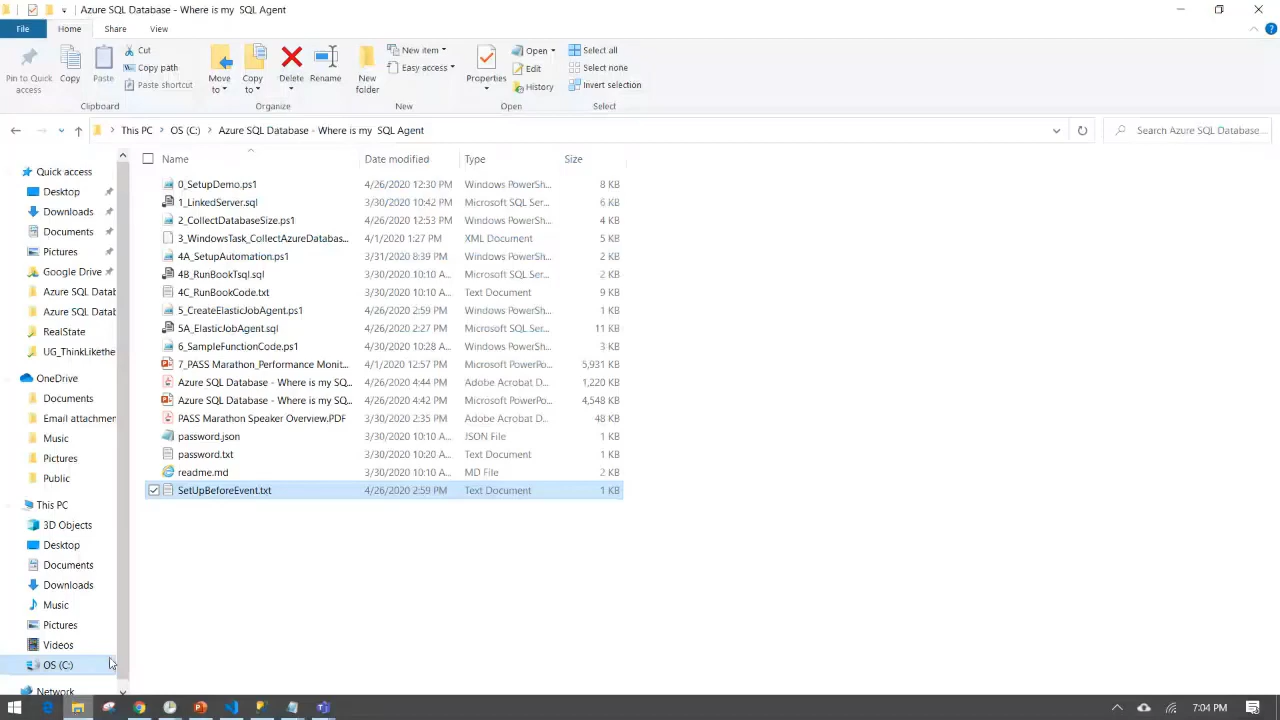 Azure SQL Database - Where is my  SQL Agent
File Home Share View
Pin to Quick access
Copy
Paste
Cut
Copy path
Paste shortcut
Clipboard
Move to
Copy to
Delete
Rename
Organize
New folder
New item
Easy access
New
Properties
Open
Edit
History
Open
Select all
Select none
Invert selection
Select
This PC OS (C:) Azure SQL Database - Where is my  SQL Agent
Search Azure SQL Database...
Quick access
Desktop
Downloads
Documents
Pictures
Google Drive
Azure SQL Datab
Azure SQL Datab
RealState
UG_ThinkLikethe
OneDrive
Documents
Email attachmen
Music
Pictures
Public
This PC
3D Objects
Desktop
Documents
Downloads
Music
Pictures
Videos
OS (C:)
Network
Name Date modified Type Size
0_SetupDemo.ps1 4/26/2020 12:30 PM Windows PowerSh... 8 KB
1_LinkedServer.sql 3/30/2020 10:42 PM Microsoft SQL Ser... 6 KB
2_CollectDatabaseSize.ps1 4/26/2020 12:53 PM Windows PowerSh... 4 KB
3_WindowsTask_CollectAzureDatabas... 4/1/2020 1:27 PM XML Document 5 KB
4A_SetupAutomation.ps1 3/31/2020 8:39 PM Windows PowerSh... 2 KB
4B_RunBookTsql.sql 3/30/2020 10:10 A... Microsoft SQL Ser... 2 KB
4C_RunBookCode.txt 3/30/2020 10:10 A... Text Document 9 KB
5_CreateElasticJobAgent.ps1 4/26/2020 2:59 PM Windows PowerSh... 1 KB
5A_ElasticJobAgent.sql 4/26/2020 2:27 PM Microsoft SQL Ser... 11 KB
6_SampleFunctionCode.ps1 4/30/2020 10:28 A... Windows PowerSh... 3 KB
7_PASS Marathon_Performance Monit... 4/1/2020 12:57 PM Microsoft PowerPo... 5,931 KB
Azure SQL Database - Where is my SQ... 4/26/2020 4:44 PM Adobe Acrobat D... 1,220 KB
Azure SQL Database - Where is my SQ... 4/26/2020 4:42 PM Microsoft PowerPo... 4,548 KB
PASS Marathon Speaker Overview.PDF 3/30/2020 2:35 PM Adobe Acrobat D... 48 KB
password.json 3/30/2020 10:10 A... JSON File 1 KB
password.txt 3/30/2020 10:20 A... Text Document 1 KB
readme.md 3/30/2020 10:10 A... MD File 2 KB
SetUpBeforeEvent.txt 4/26/2020 2:59 PM Text Document 1 KB
7:04 PM